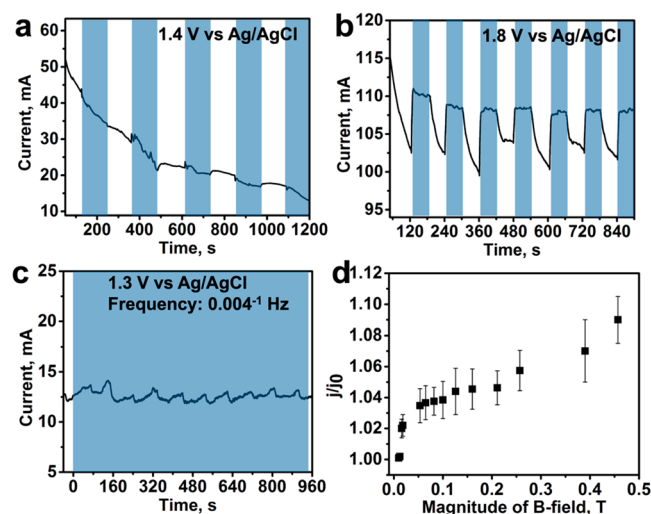 a
1.4 V vs Ag/AgCl
Current, mA
60
50
40
30
20
10
200 400 600 800 1000 1200
Time, s
b
1.8 V vs Ag/AgCl
Current, mA
120
115
110
105
100
95
120 240 360 480 600 720 840
Time, s
c
1.3 V vs Ag/AgCl
Frequency: 0.004⁻¹ Hz
Current, mA
25
20
15
10
5
0 160 320 480 640 800 960
Time, s
d
j/j0
1.12
1.10
1.08
1.06
1.04
1.02
1.00
0.0 0.1 0.2 0.3 0.4 0.5
Magnitude of B-field, T